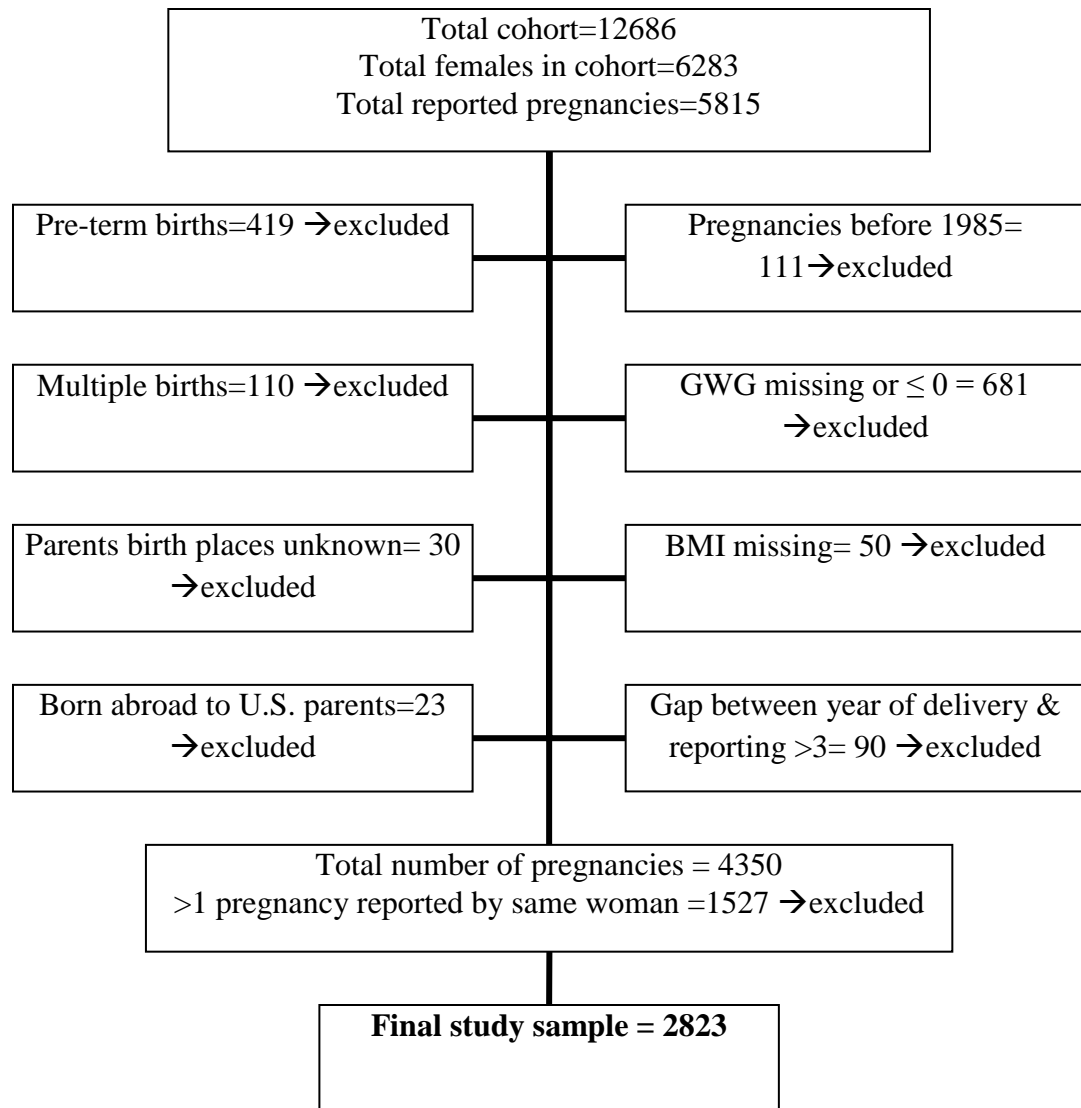 Total cohort=12686
Total females in cohort=6283
Total reported pregnancies=5815
Pre-term births=419 →excluded
Pregnancies before 1985=
111→excluded
Multiple births=110 →excluded
GWG missing or ≤ 0 = 681
→excluded
Parents birth places unknown= 30
→excluded
BMI missing= 50 →excluded
Born abroad to U.S. parents=23
→excluded
Gap between year of delivery &
reporting >3= 90 →excluded
Total number of pregnancies = 4350
>1 pregnancy reported by same woman =1527 →excluded
Final study sample = 2823